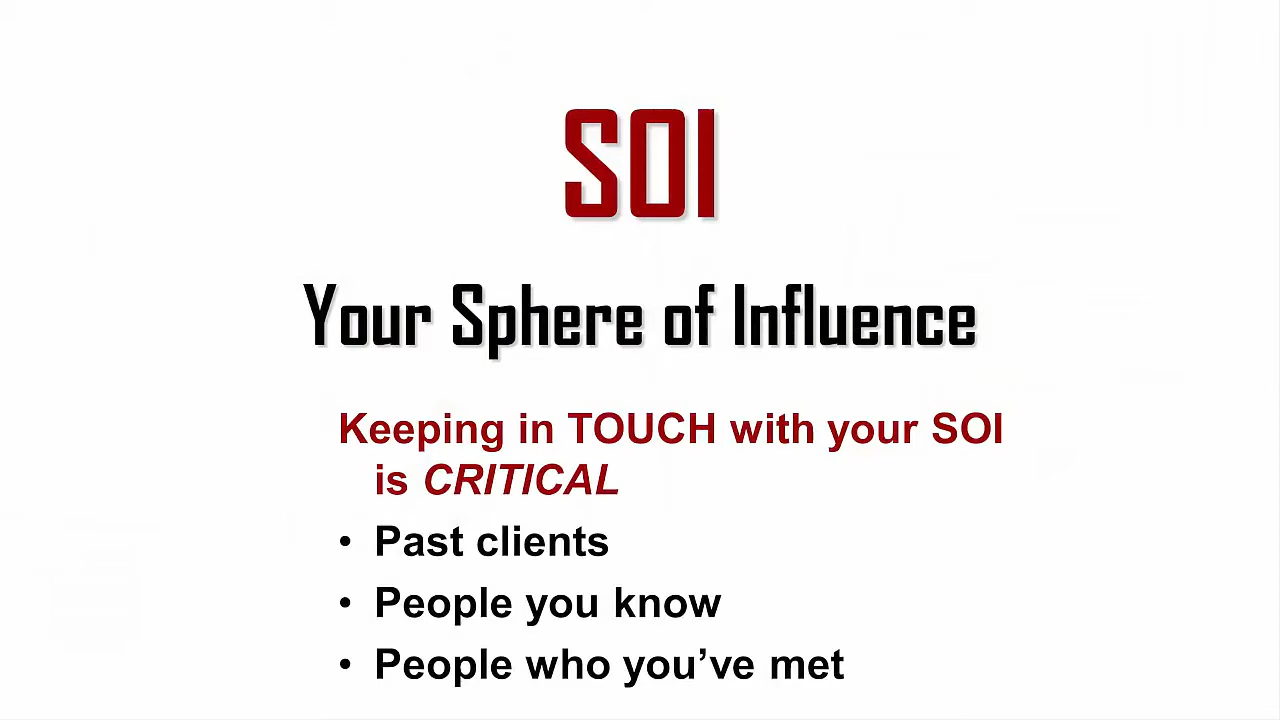 SOI
Your Sphere of Influence
Keeping in TOUCH with your SOI
is CRITICAL
• Past clients
• People you know
• People who you’ve met